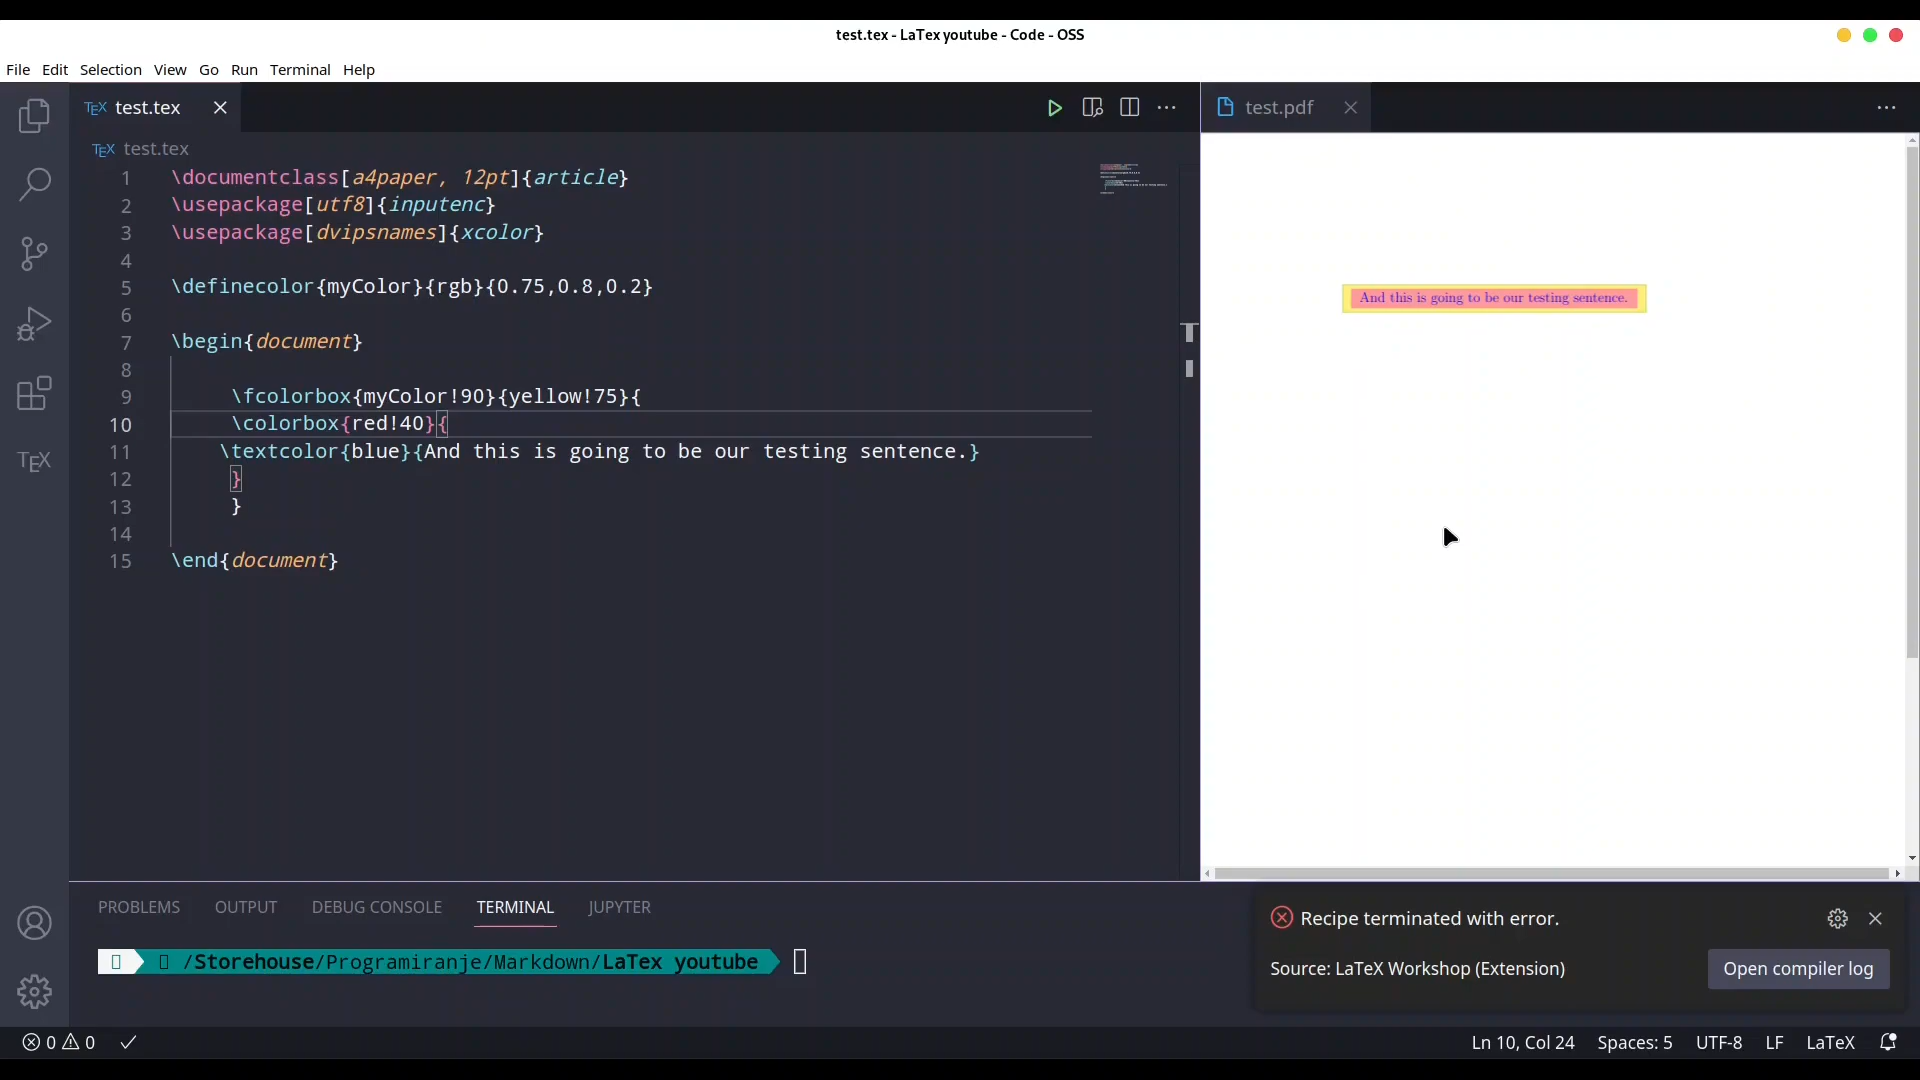 test.tex - LaTex youtube - Code - OSS
File Edit Selection View Go Run Terminal Help
TEX test.tex
test.pdf
TEX test.tex
1 \documentclass[a4paper, 12pt]{article}
2 \usepackage[utf8]{inputenc}
3 \usepackage[dvipsnames]{xcolor}
4
5 \definecolor{myColor}{rgb}{0.75,0.8,0.2}
6
7 \begin{document}
8
9 \fcolorbox{myColor!90}{yellow!75}{
10 \colorbox{red!40}{
11 \textcolor{blue}{And this is going to be our testing sentence.}
12 }
13 }
14
15 \end{document}
TEX
And this is going to be our testing sentence.
PROBLEMS OUTPUT DEBUG CONSOLE TERMINAL JUPYTER
/Storehouse/Programiranje/Markdown/LaTex youtube
Recipe terminated with error.
Source: LaTeX Workshop (Extension)
Open compiler log
0 0
Ln 10, Col 24 Spaces: 5 UTF-8 LF LaTeX